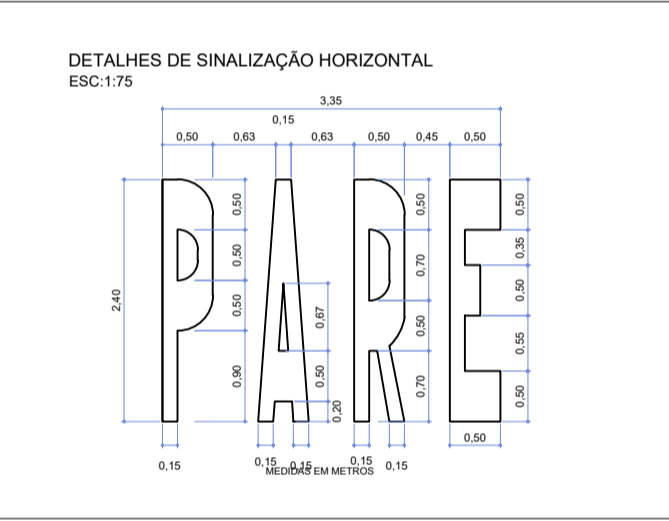 DETALHES DE SINALIZAÇÃO HORIZONTAL
ESC:1:75
3,35
0,15
0,50 0,63 0,63 0,50 0,45 0,50
PARE
2,40
0,50 0,50 0,50 0,90
0,67 0,50 0,20
0,50 0,70 0,50 0,70
0,50 0,35 0,50 0,55 0,50
0,50
0,15 0,15 0,15 0,15 0,15
MEDIDAS EM METROS